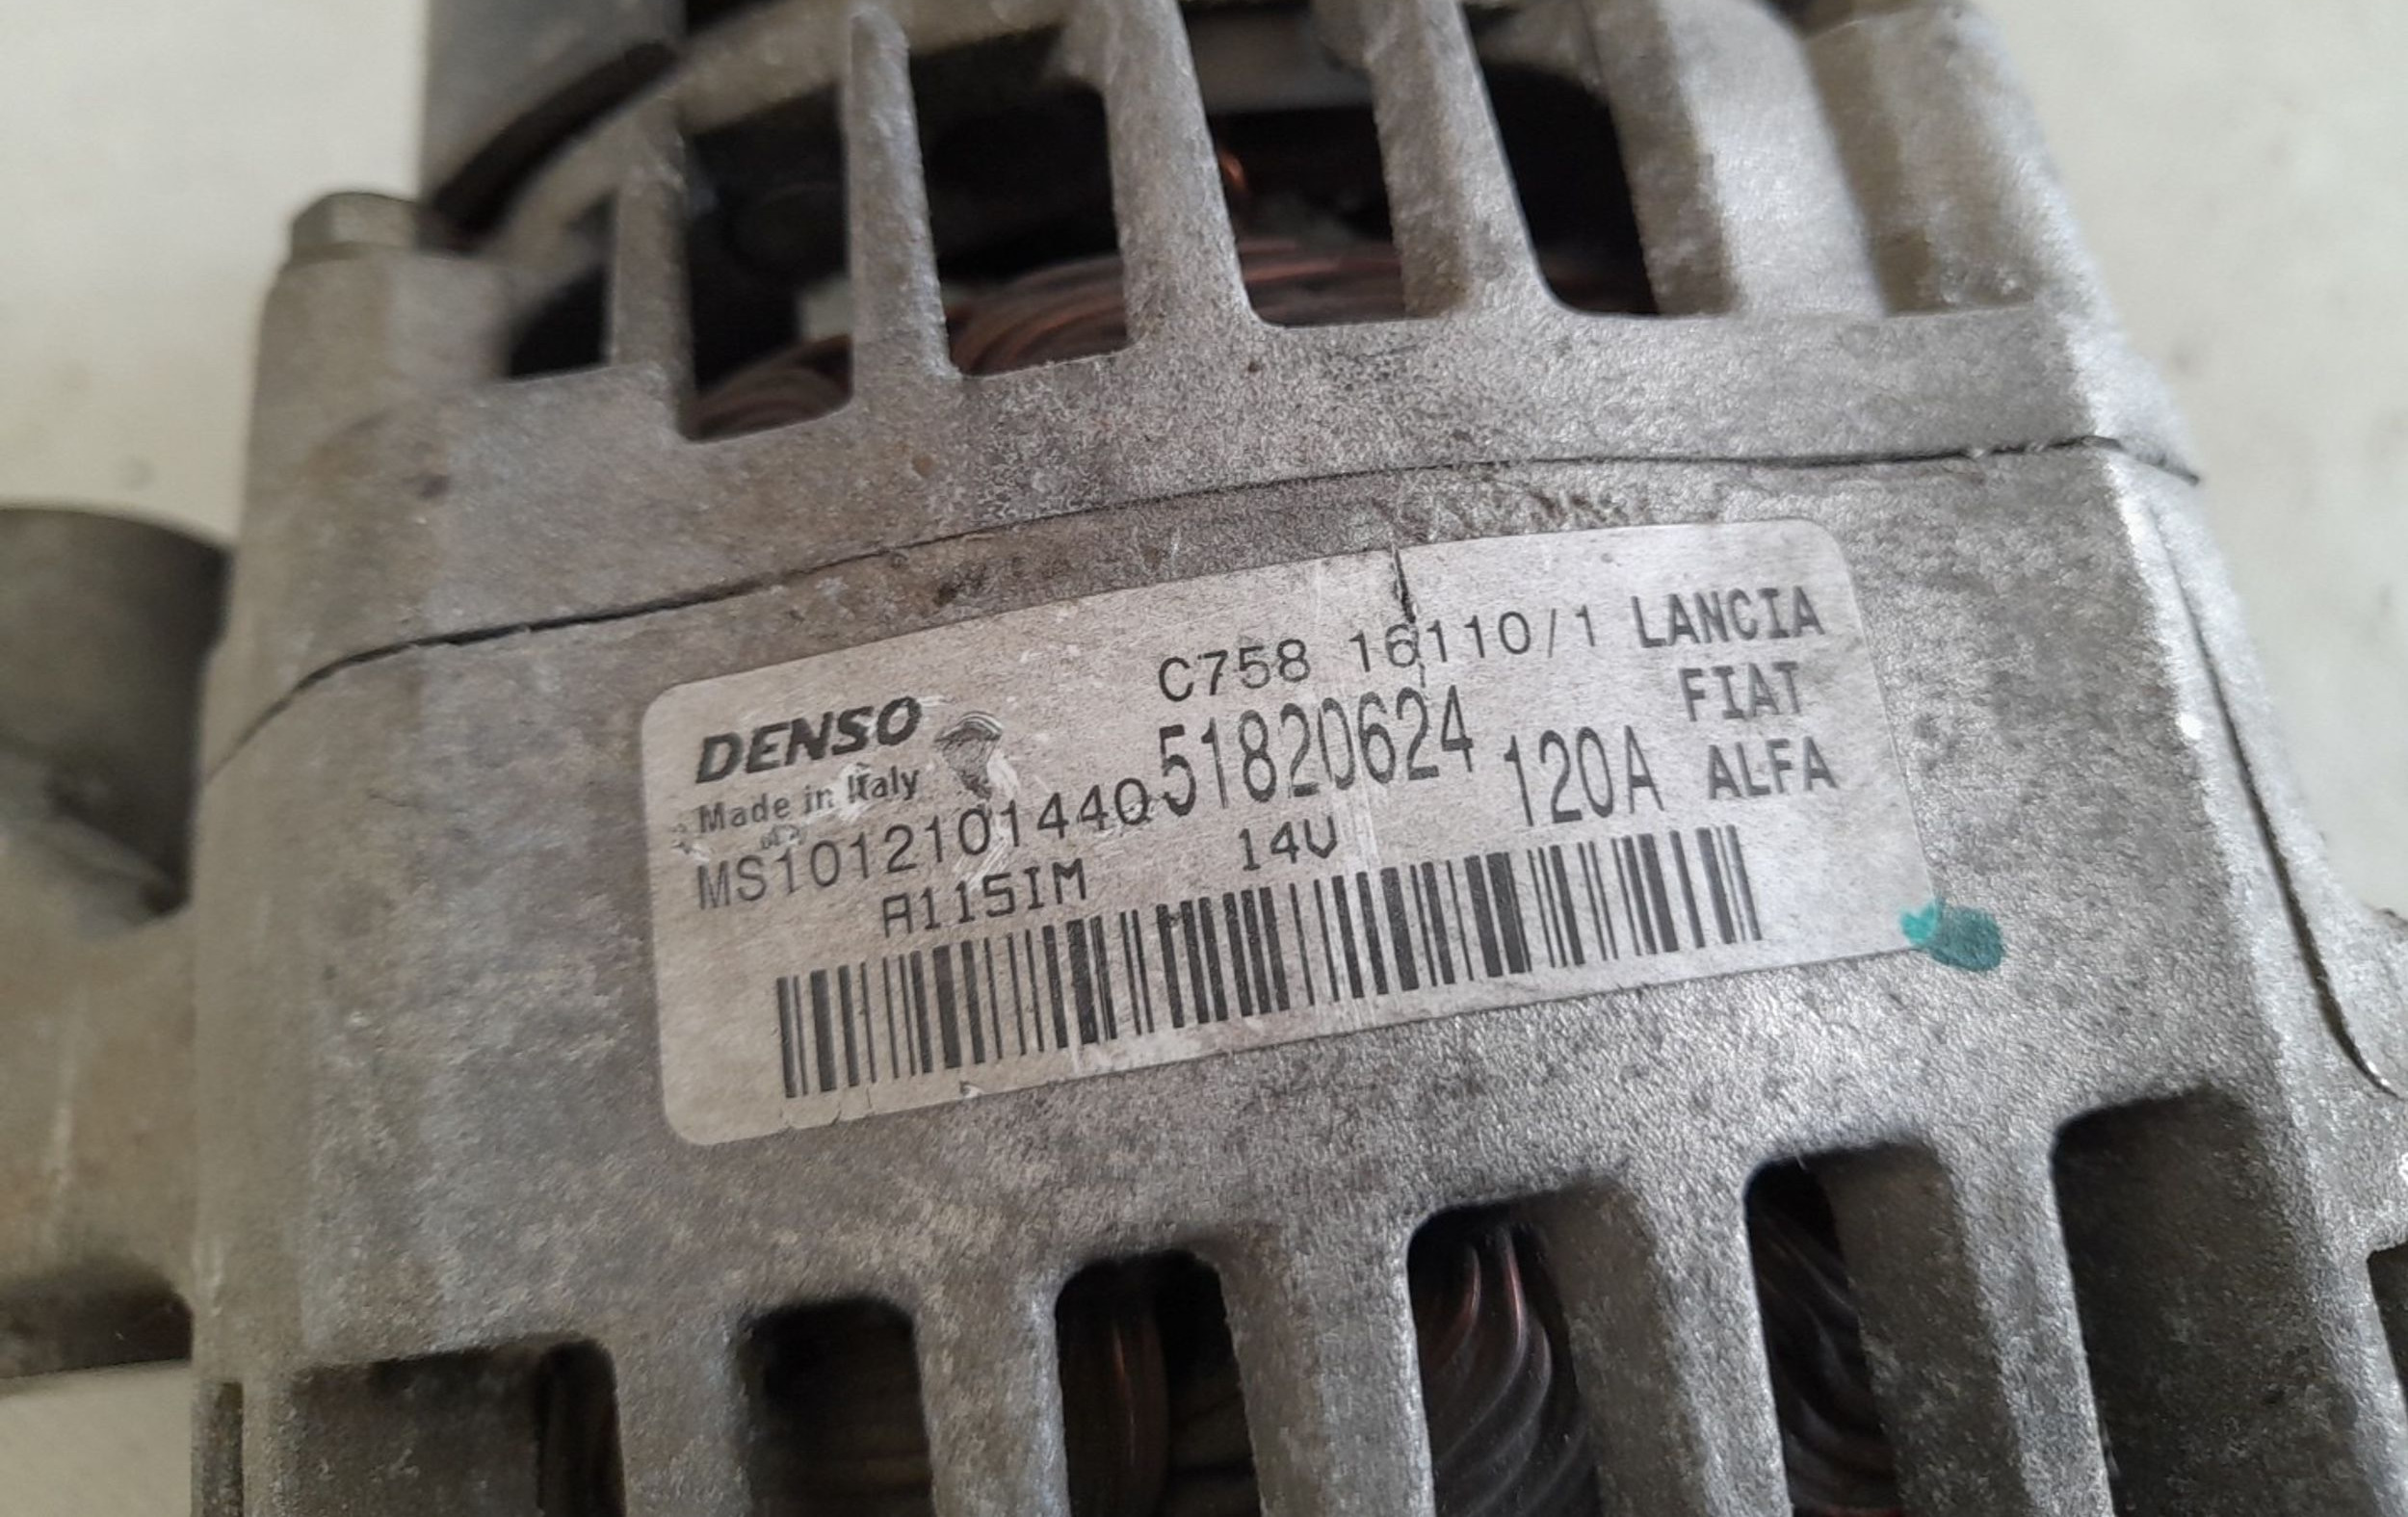 C758 16110/1 LANCIA
DENSO 51820624 120A FIAT
Made in Italy ALFA
MS1012101440
A115IM 14V